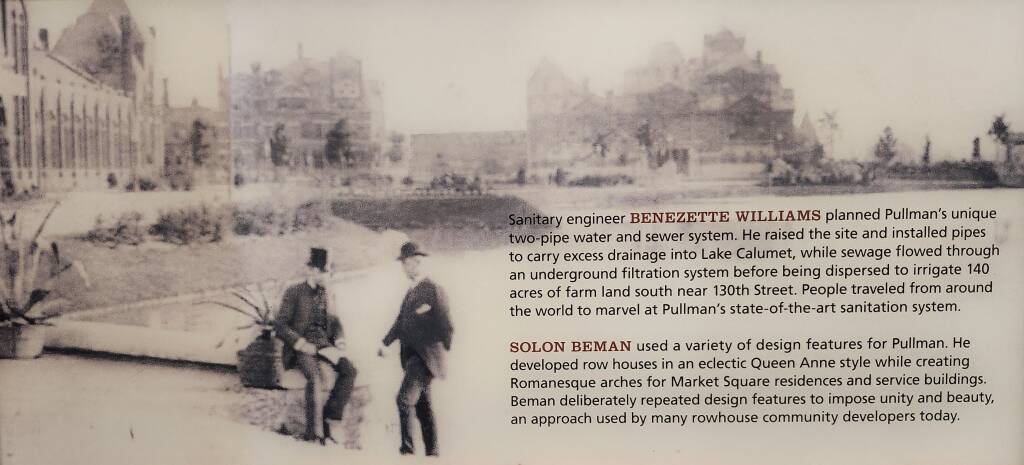 Sanitary engineer BENEZETTE WILLIAMS planned Pullman's unique
two-pipe water and sewer system. He raised the site and installed pipes
to carry excess drainage into Lake Calumet, while sewage flowed through
an underground filtration system before being dispersed to irrigate 140
acres of farm land south near 130th Street. People traveled from around
the world to marvel at Pullman's state-of-the-art sanitation system.
SOLON BEMAN used a variety of design features for Pullman. He
developed row houses in an eclectic Queen Anne style while creating
Romanesque arches for Market Square residences and service buildings.
Beman deliberately repeated design features to impose unity and beauty,
an approach used by many rowhouse community developers today.